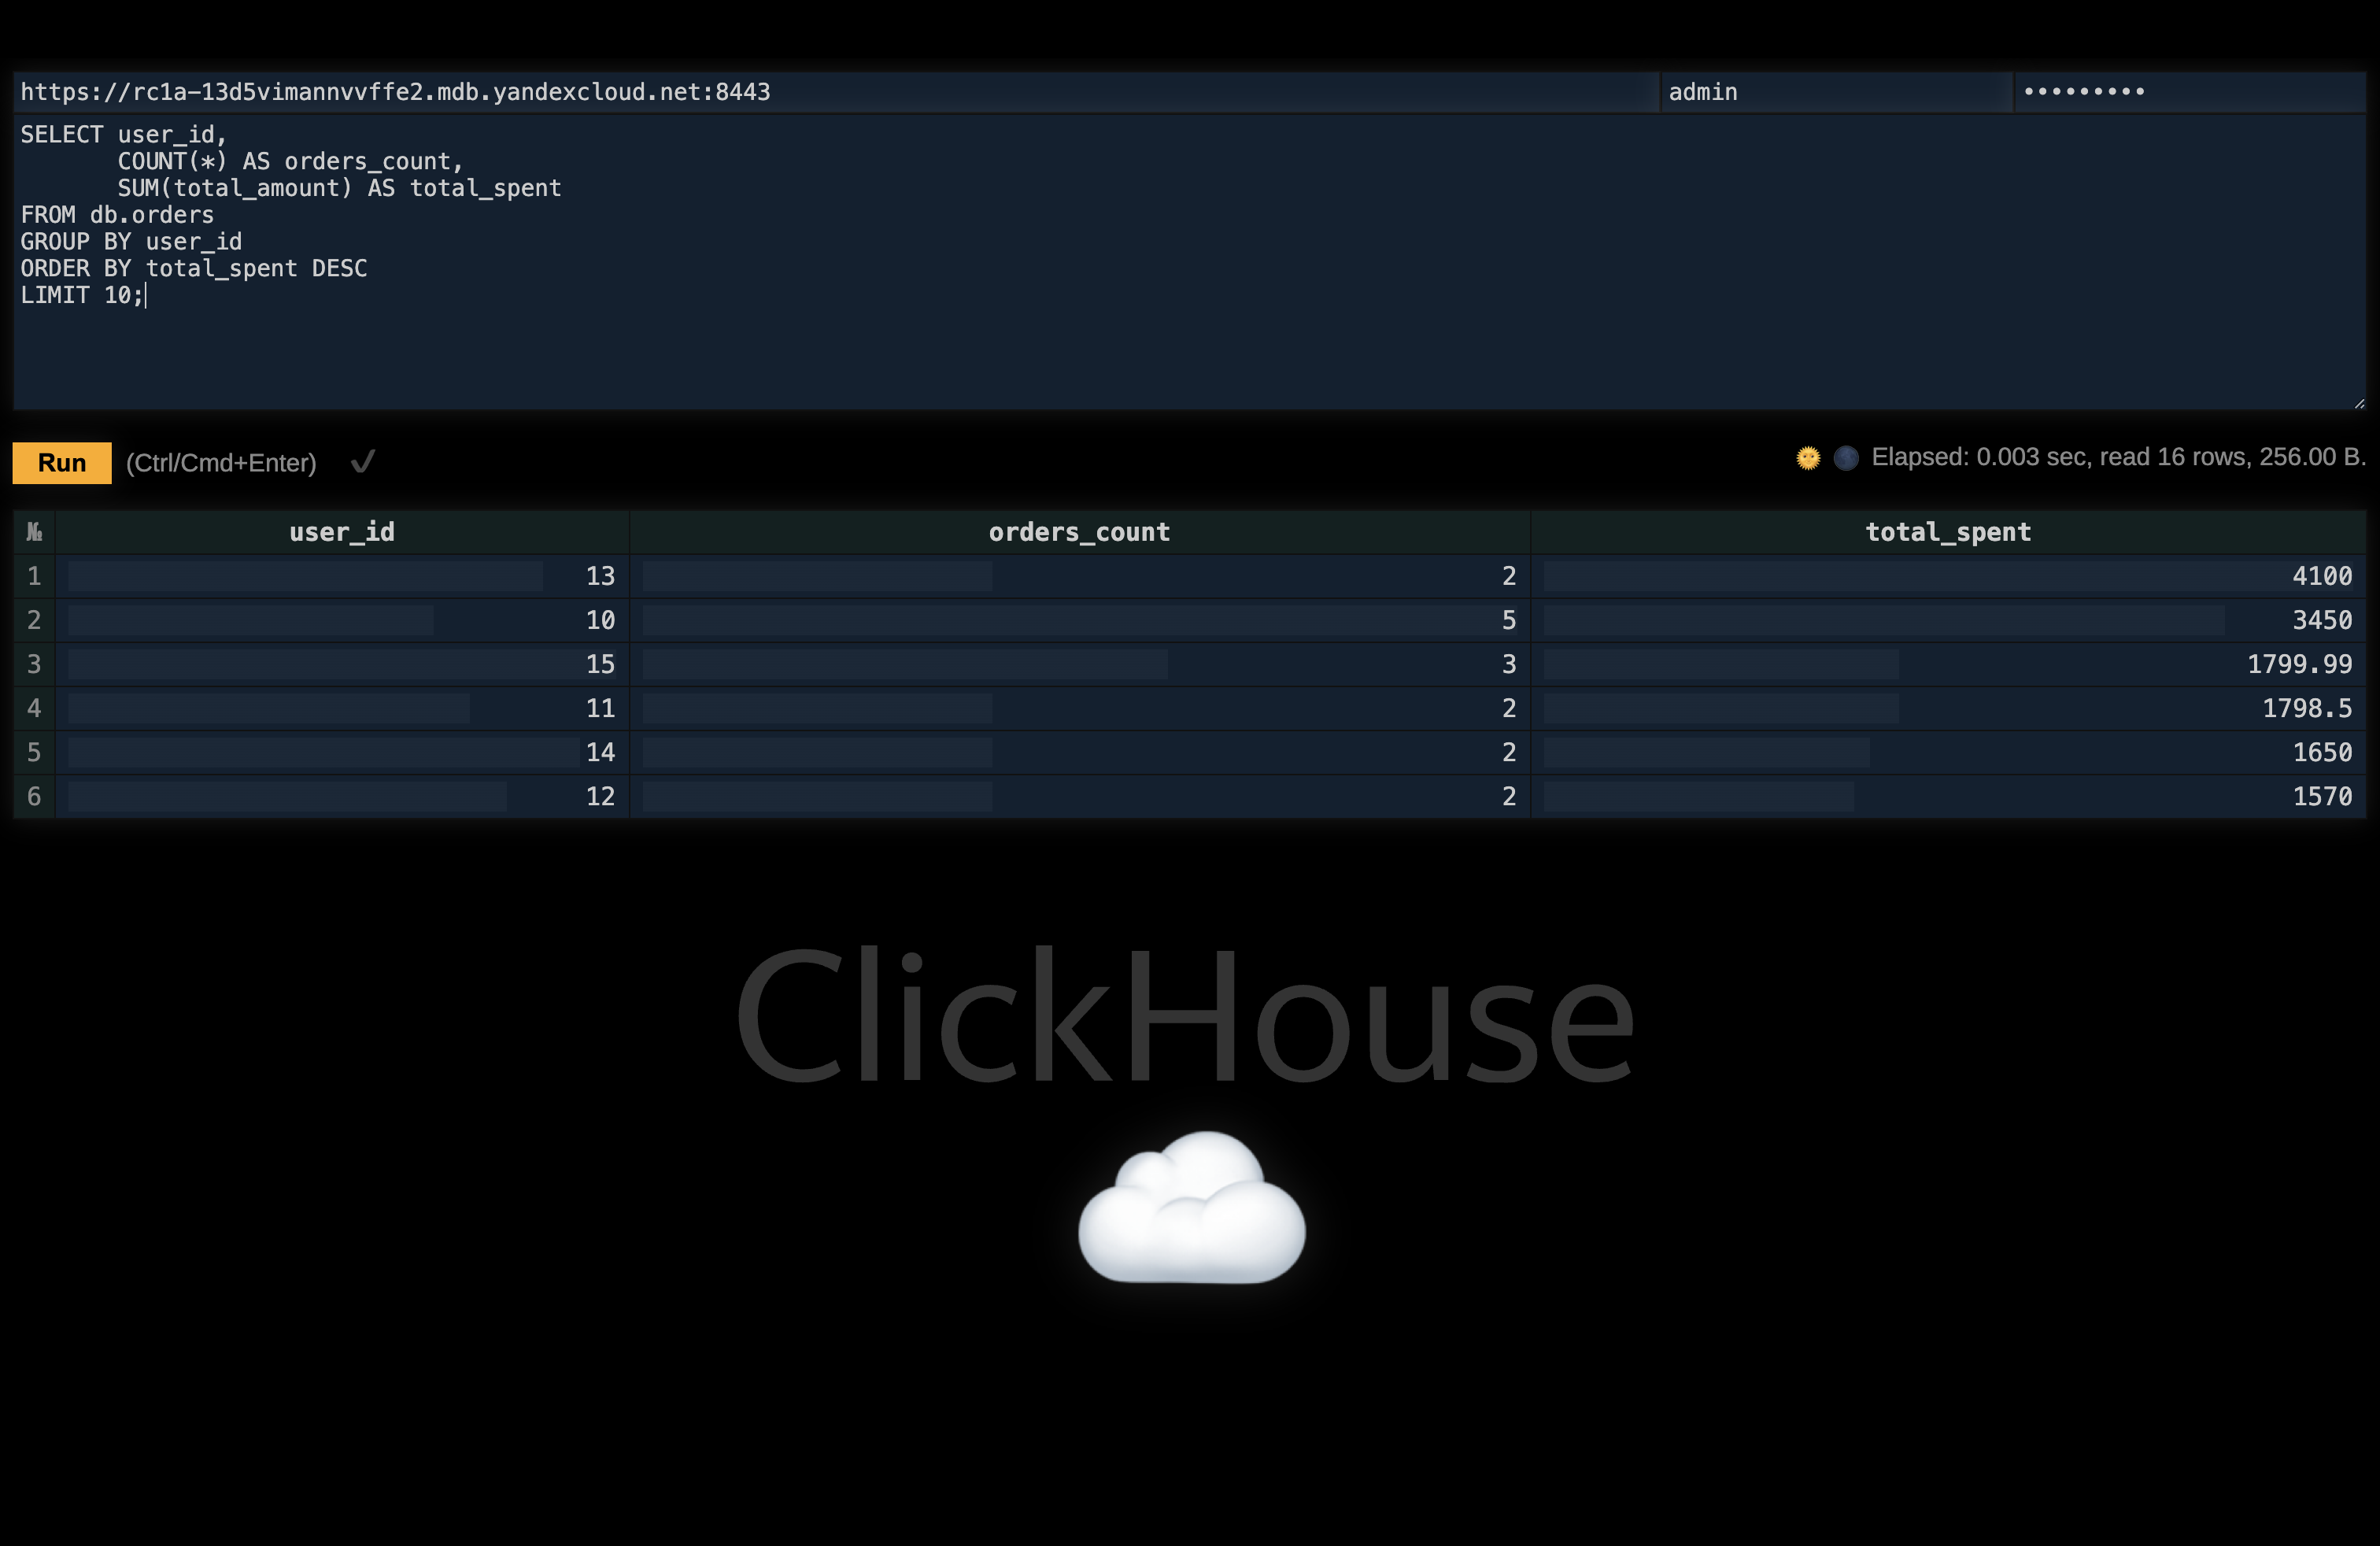 https://rc1a-13d5vimannvvffe2.mdb.yandexcloud.net:8443 admin •••••••••
SELECT user_id,
       COUNT(*) AS orders_count,
       SUM(total_amount) AS total_spent
FROM db.orders
GROUP BY user_id
ORDER BY total_spent DESC
LIMIT 10;
Run (Ctrl/Cmd+Enter) ✔ Elapsed: 0.003 sec, read 16 rows, 256.00 B.
№ user_id orders_count total_spent
1 13 2 4100
2 10 5 3450
3 15 3 1799.99
4 11 2 1798.5
5 14 2 1650
6 12 2 1570
ClickHouse